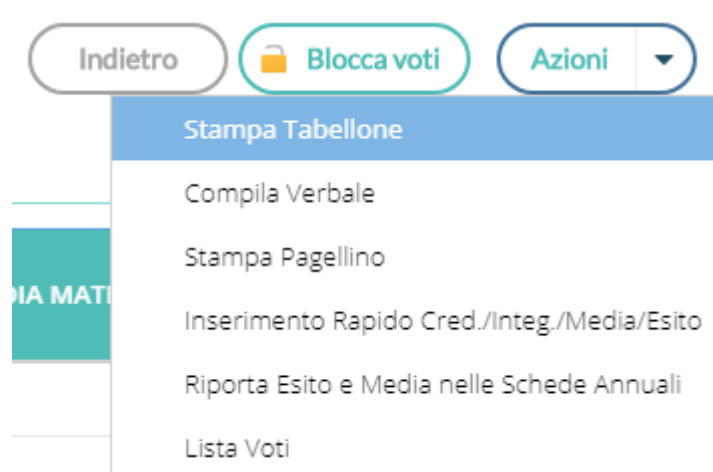 Indietro
Blocca voti
Azioni
Stampa Tabellone
Compila Verbale
Stampa Pagellino
Inserimento Rapido Cred./Integ./Media/Esito
Riporta Esito e Media nelle Schede Annuali
Lista Voti